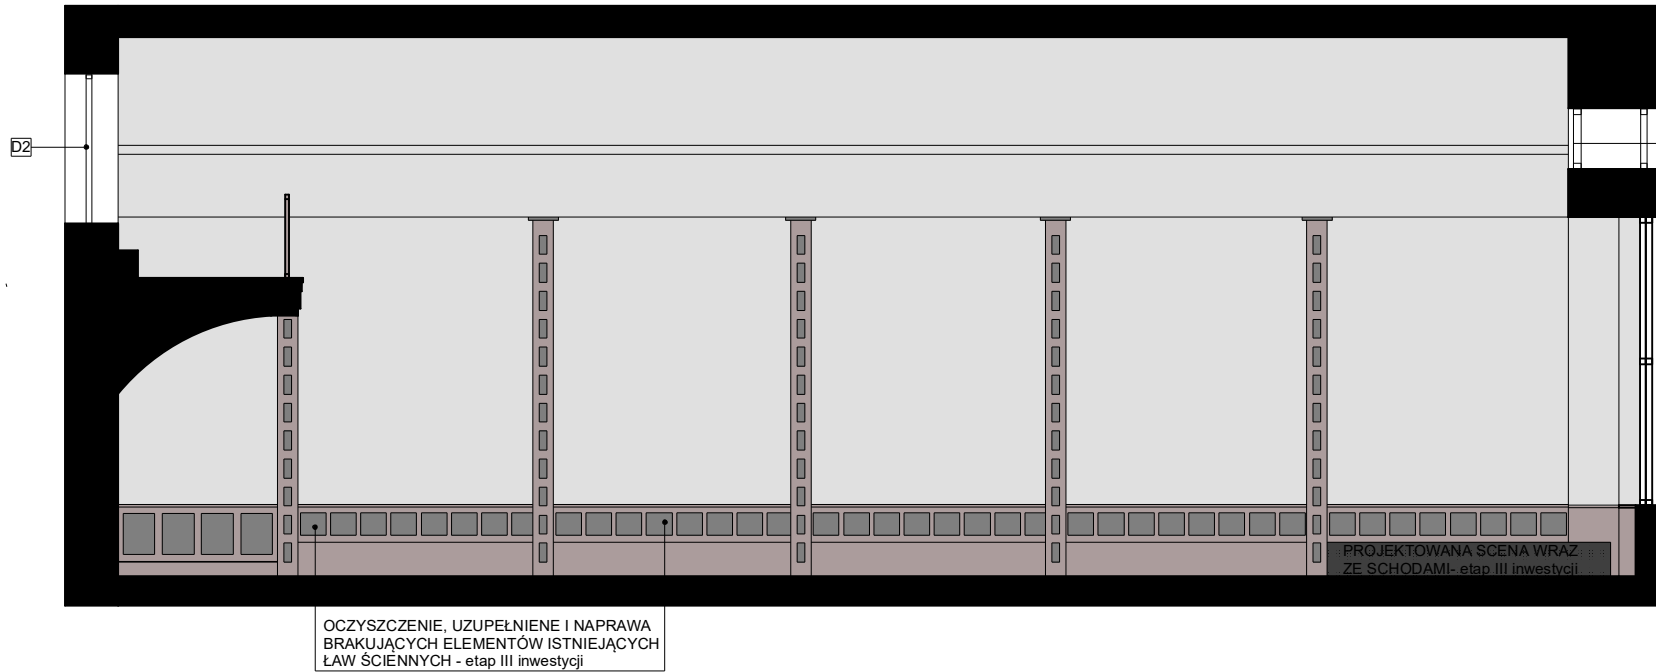 D2
PROJEKTOWANA SCENA WRAZ
ZE SCHODAMI- etap III inwestycji
OCZYSZCZENIE, UZUPEŁNIENE I NAPRAWA
BRAKUJĄCYCH ELEMENTÓW ISTNIEJĄCYCH
ŁAW ŚCIENNYCH - etap III inwestycji